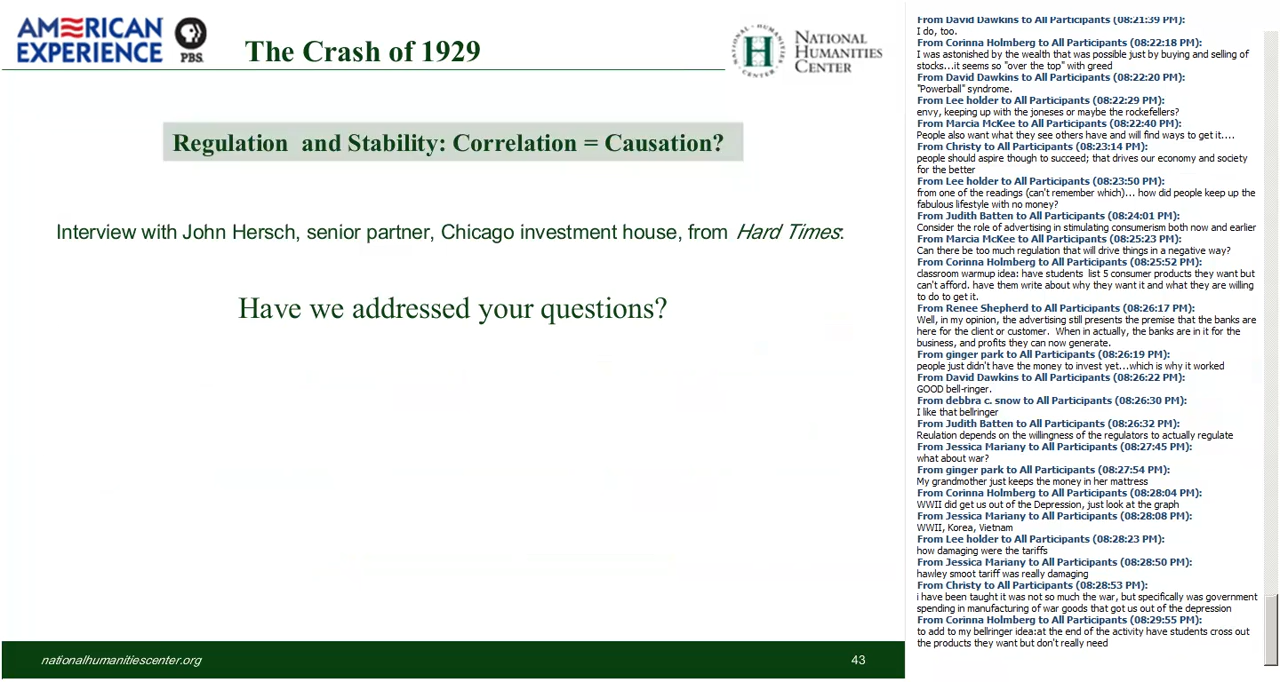 AMERICAN
EXPERIENCE
PBS.
The Crash of 1929
NATIONAL HUMANITIES CENTER
H
NATIONAL
HUMANITIES
CENTER
Regulation and Stability: Correlation = Causation?
Interview with John Hersch, senior partner, Chicago investment house, from Hard Times:
Have we addressed your questions?
nationalhumanitiescenter.org
43
From David Dawkins to All Participants (08:21:39 PM):
I do, too.
From Corinna Holmberg to All Participants (08:22:18 PM):
I was astonished by the wealth that was possible just by buying and selling of
stocks...it seems so "over the top" with greed
From David Dawkins to All Participants (08:22:20 PM):
"Powerball" syndrome.
From Lee holder to All Participants (08:22:29 PM):
envy, keeping up with the joneses or maybe the rockefellers?
From Marcia McKee to All Participants (08:22:40 PM):
People also want what they see others have and will find ways to get it....
From Christy to All Participants (08:23:14 PM):
people should aspire though to succeed; that drives our economy and society
for the better
From Lee holder to All Participants (08:23:50 PM):
from one of the readings (can't remember which)... how did people keep up the
fabulous lifestyle with no money?
From Judith Batten to All Participants (08:24:01 PM):
Consider the role of advertising in stimulating consumerism both now and earlier
From Marcia McKee to All Participants (08:25:23 PM):
Can there be too much regulation that will drive things in a negative way?
From Corinna Holmberg to All Participants (08:25:52 PM):
classroom warmup idea: have students list 5 consumer products they want but
can't afford. have them write about why they want it and what they are willing
to do to get it.
From Renee Shepherd to All Participants (08:26:17 PM):
Well, in my opinion, the advertising still presents the premise that the banks are
here for the client or customer. When in actually, the banks are in it for the
business, and profits they can now generate.
From ginger park to All Participants (08:26:19 PM):
people just didn't have the money to invest yet...which is why it worked
From David Dawkins to All Participants (08:26:22 PM):
GOOD bell-ringer.
From debbra c. snow to All Participants (08:26:30 PM):
I like that bellringer
From Judith Batten to All Participants (08:26:32 PM):
Reulation depends on the willingness of the regulators to actually regulate
From Jessica Mariany to All Participants (08:27:45 PM):
what about war?
From ginger park to All Participants (08:27:54 PM):
My grandmother just keeps the money in her mattress
From Corinna Holmberg to All Participants (08:28:04 PM):
WWII did get us out of the Depression, just look at the graph
From Jessica Mariany to All Participants (08:28:08 PM):
WWII, Korea, Vietnam
From Lee holder to All Participants (08:28:23 PM):
how damaging were the tariffs
From Jessica Mariany to All Participants (08:28:50 PM):
hawley smoot tariff was really damaging
From Christy to All Participants (08:28:53 PM):
i have been taught it was not so much the war, but specifically was government
spending in manufacturing of war goods that got us out of the depression
From Corinna Holmberg to All Participants (08:29:55 PM):
to add to my bellringer idea:at the end of the activity have students cross out
the products they want but don't really need